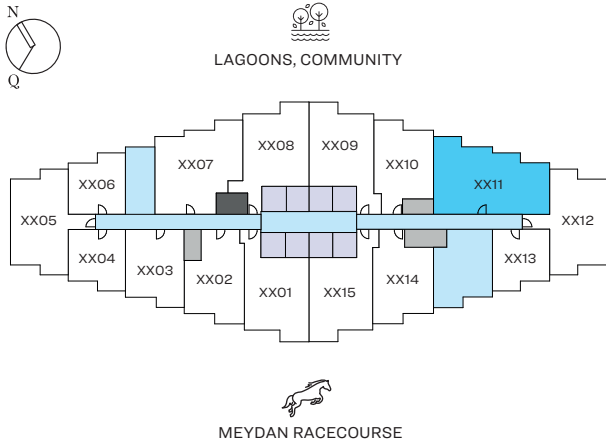 N
Q
LAGOONS, COMMUNITY
XX08
XX09
XX07
XX10
XX06
XX11
XX05
XX12
XX04
XX03
XX02
XX01
XX15
XX14
XX13
MEYDAN RACECOURSE